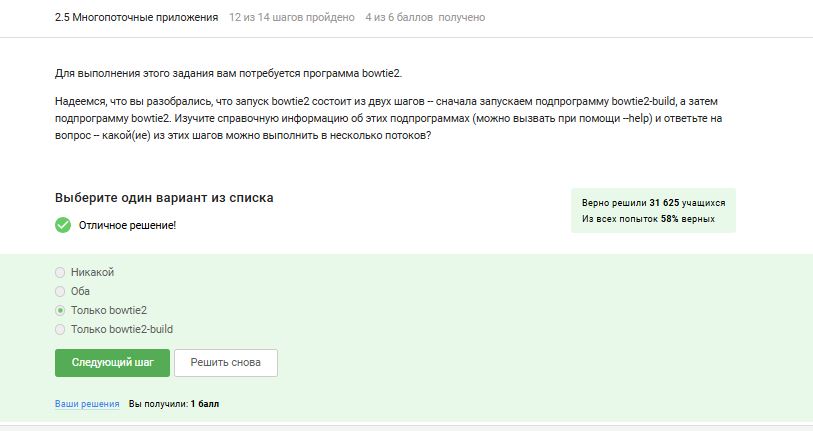 2.5 Многопоточные приложения 12 из 14 шагов пройдено 4 из 6 баллов получено
Для выполнения этого задания вам потребуется программа bowtie2.
Надеемся, что вы разобрались, что запуск bowtie2 состоит из двух шагов -- сначала запускаем подпрограмму bowtie2-build, а затем
подпрограмму bowtie2. Изучите справочную информацию об этих подпрограммах (можно вызвать при помощи --help) и ответьте на
вопрос -- какой(ие) из этих шагов можно выполнить в несколько потоков?
Выберите один вариант из списка
Отличное решение!
Верно решили 31 625 учащихся
Из всех попыток 58% верных
Никакой
Оба
Только bowtie2
Только bowtie2-build
Следующий шаг Решить снова
Ваши решения Вы получили: 1 балл